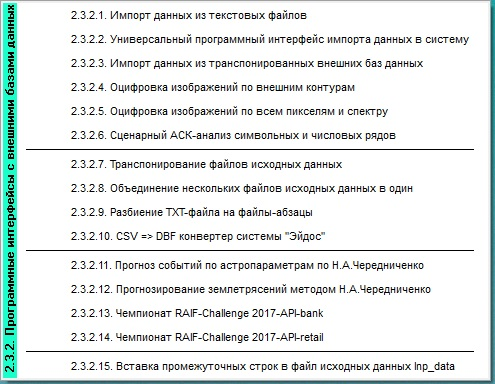 2.3.2. Программные интерфейсы с внешними базами данных
2.3.2.1. Импорт данных из текстовых файлов
2.3.2.2. Универсальный программный интерфейс импорта данных в систему
2.3.2.3. Импорт данных из транспонированных внешних баз данных
2.3.2.4. Оцифровка изображений по внешним контурам
2.3.2.5. Оцифровка изображений по всем пикселям и спектру
2.3.2.6. Сценарный АСК-анализ символьных и числовых рядов
2.3.2.7. Транспонирование файлов исходных данных
2.3.2.8. Объединение нескольких файлов исходных данных в один
2.3.2.9. Разбиение TXT-файла на файлы-абзацы
2.3.2.10. CSV => DBF конвертер системы "Эйдос"
2.3.2.11. Прогноз событий по астропараметрам по Н.А.Чередниченко
2.3.2.12. Прогнозирование землетрясений методом Н.А.Чередниченко
2.3.2.13. Чемпионат RAIF-Challenge 2017-API-bank
2.3.2.14. Чемпионат RAIF-Challenge 2017-API-retail
2.3.2.15. Вставка промежуточных строк в файл исходных данных Inp_data